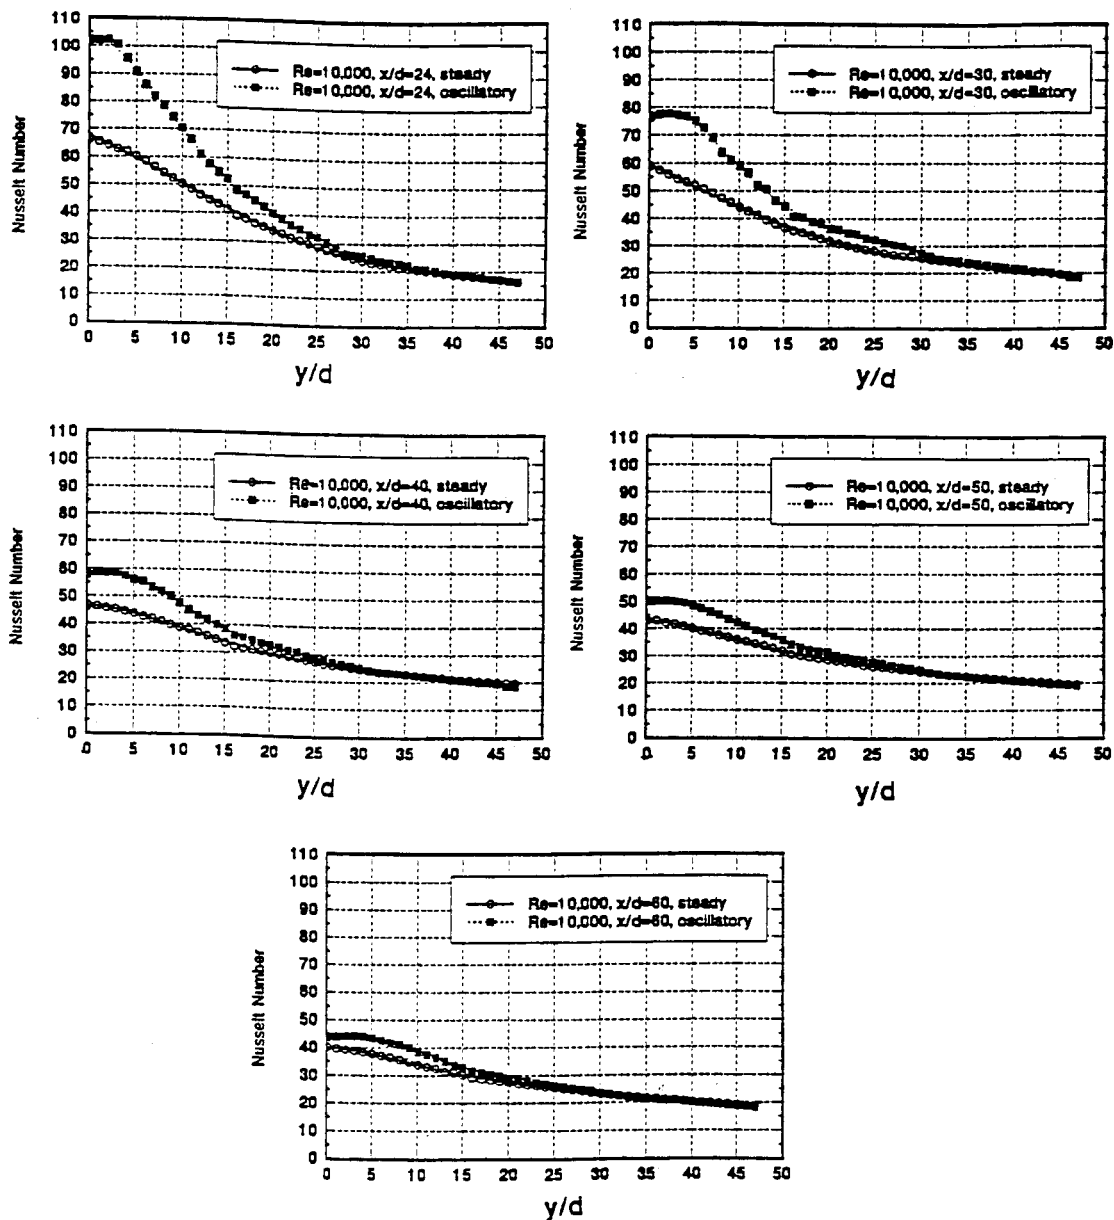 110
100
90
80
70
60
50
40
30
20
10
0
Nusselt Number
Re=10,000, x/d=24, steady
Re=10,000, x/d=24, oscillatory
0 5 10 15 20 25 30 35 40 45 50
y/d
110
100
90
80
70
60
50
40
30
20
10
0
Nusselt Number
Re=10,000, x/d=30, steady
Re=10,000, x/d=30, oscillatory
0 5 10 15 20 25 30 35 40 45 50
y/d
110
100
90
80
70
60
50
40
30
20
10
0
Nusselt Number
Re=10,000, x/d=40, steady
Re=10,000, x/d=40, oscillatory
0 5 10 15 20 25 30 35 40 45 50
y/d
110
100
90
80
70
60
50
40
30
20
10
0
Nusselt Number
Re=10,000, x/d=50, steady
Re=10,000, x/d=50, oscillatory
0 5 10 15 20 25 30 35 40 45 50
y/d
110
100
90
80
70
60
50
40
30
20
10
0
Nusselt Number
Re=10,000, x/d=60, steady
Re=10,000, x/d=60, oscillatory
0 5 10 15 20 25 30 35 40 45 50
y/d